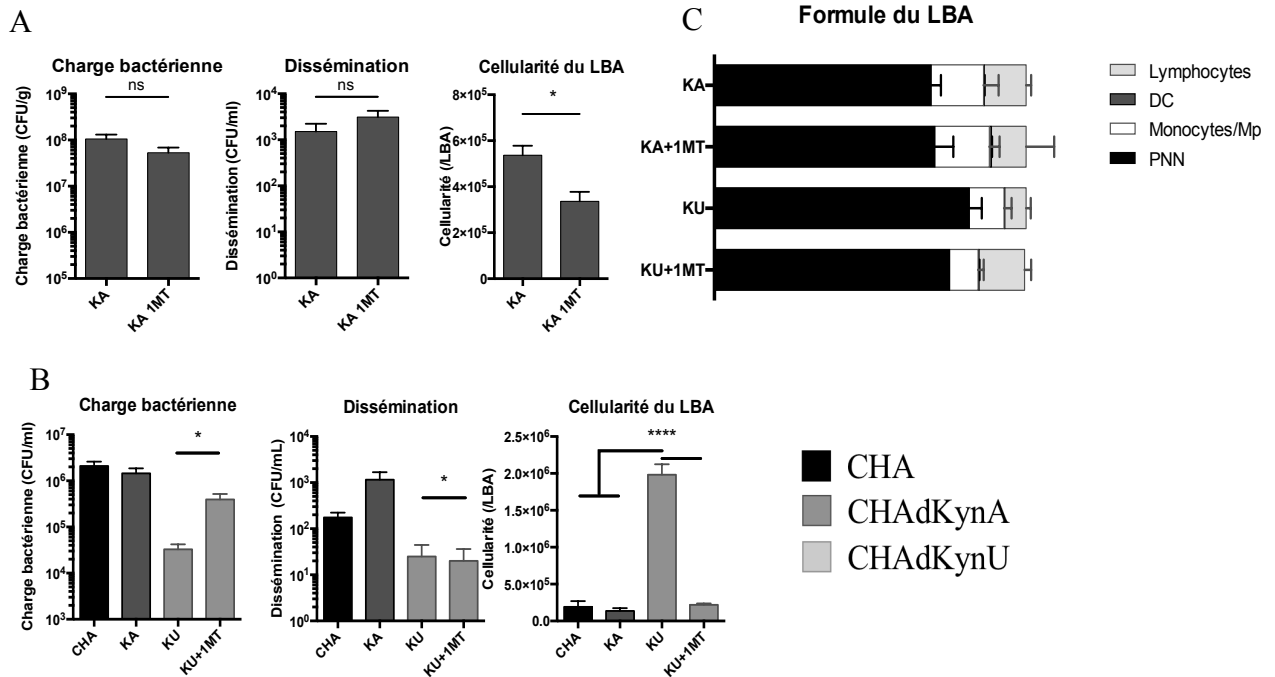 A
Charge bactérienne
ns
Charge bactérienne (CFU/g)
10⁹
10⁸
10⁷
10⁶
10⁵
KA
KA 1MT
Dissémination
ns
Dissémination (CFU/ml)
10⁴
10³
10²
10¹
10⁰
KA
KA 1MT
Cellularité du LBA
*
Cellularité (/LBA)
8×10⁵
6×10⁵
4×10⁵
2×10⁵
0
KA
KA 1MT
C
Formule du LBA
KA
KA+1MT
KU
KU+1MT
Lymphocytes
DC
Monocytes/Mp
PNN
B
Charge bactérienne
*
Charge bactérienne (CFU/ml)
10⁷
10⁶
10⁵
10⁴
10³
CHA
KA
KU
KU+1MT
Dissémination
*
Dissémination (CFU/mL)
10⁴
10³
10²
10¹
10⁰
CHA
KA
KU
KU+1MT
Cellularité du LBA
****
Cellularité (/LBA)
2.5×10⁶
2.0×10⁶
1.5×10⁶
1.0×10⁶
5.0×10⁵
0.0
CHA
KA
KU
KU+1MT
CHA
CHAdKynA
CHAdKynU